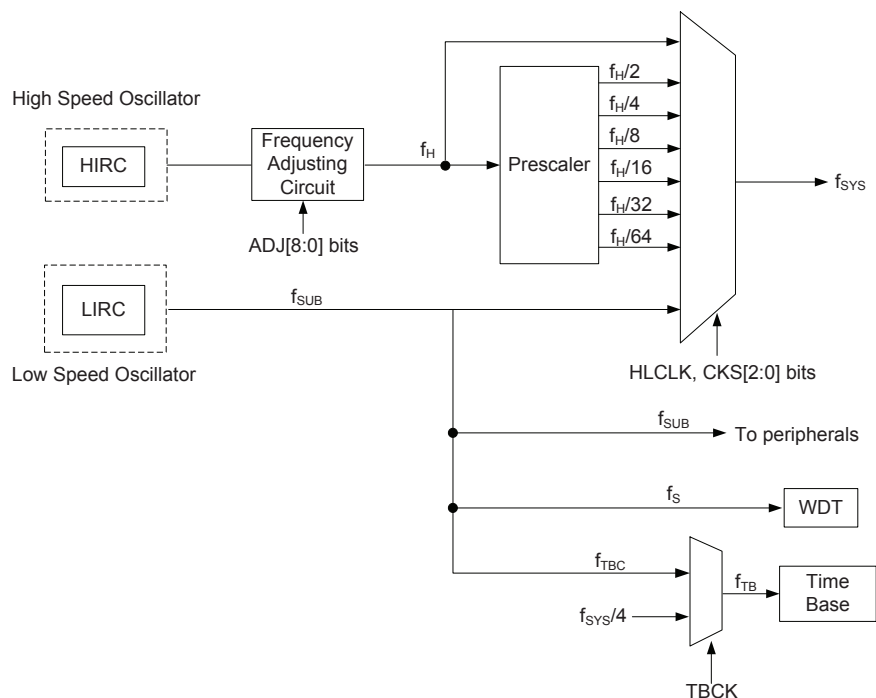 High Speed Oscillator
HIRC
Frequency
Adjusting
Circuit
ADJ[8:0] bits
fH
Prescaler
fH/2
fH/4
fH/8
fH/16
fH/32
fH/64
fSYS
LIRC
Low Speed Oscillator
fSUB
HLCLK, CKS[2:0] bits
fSUB
To peripherals
fS
WDT
fTBC
fSYS/4
fTB
Time
Base
TBCK